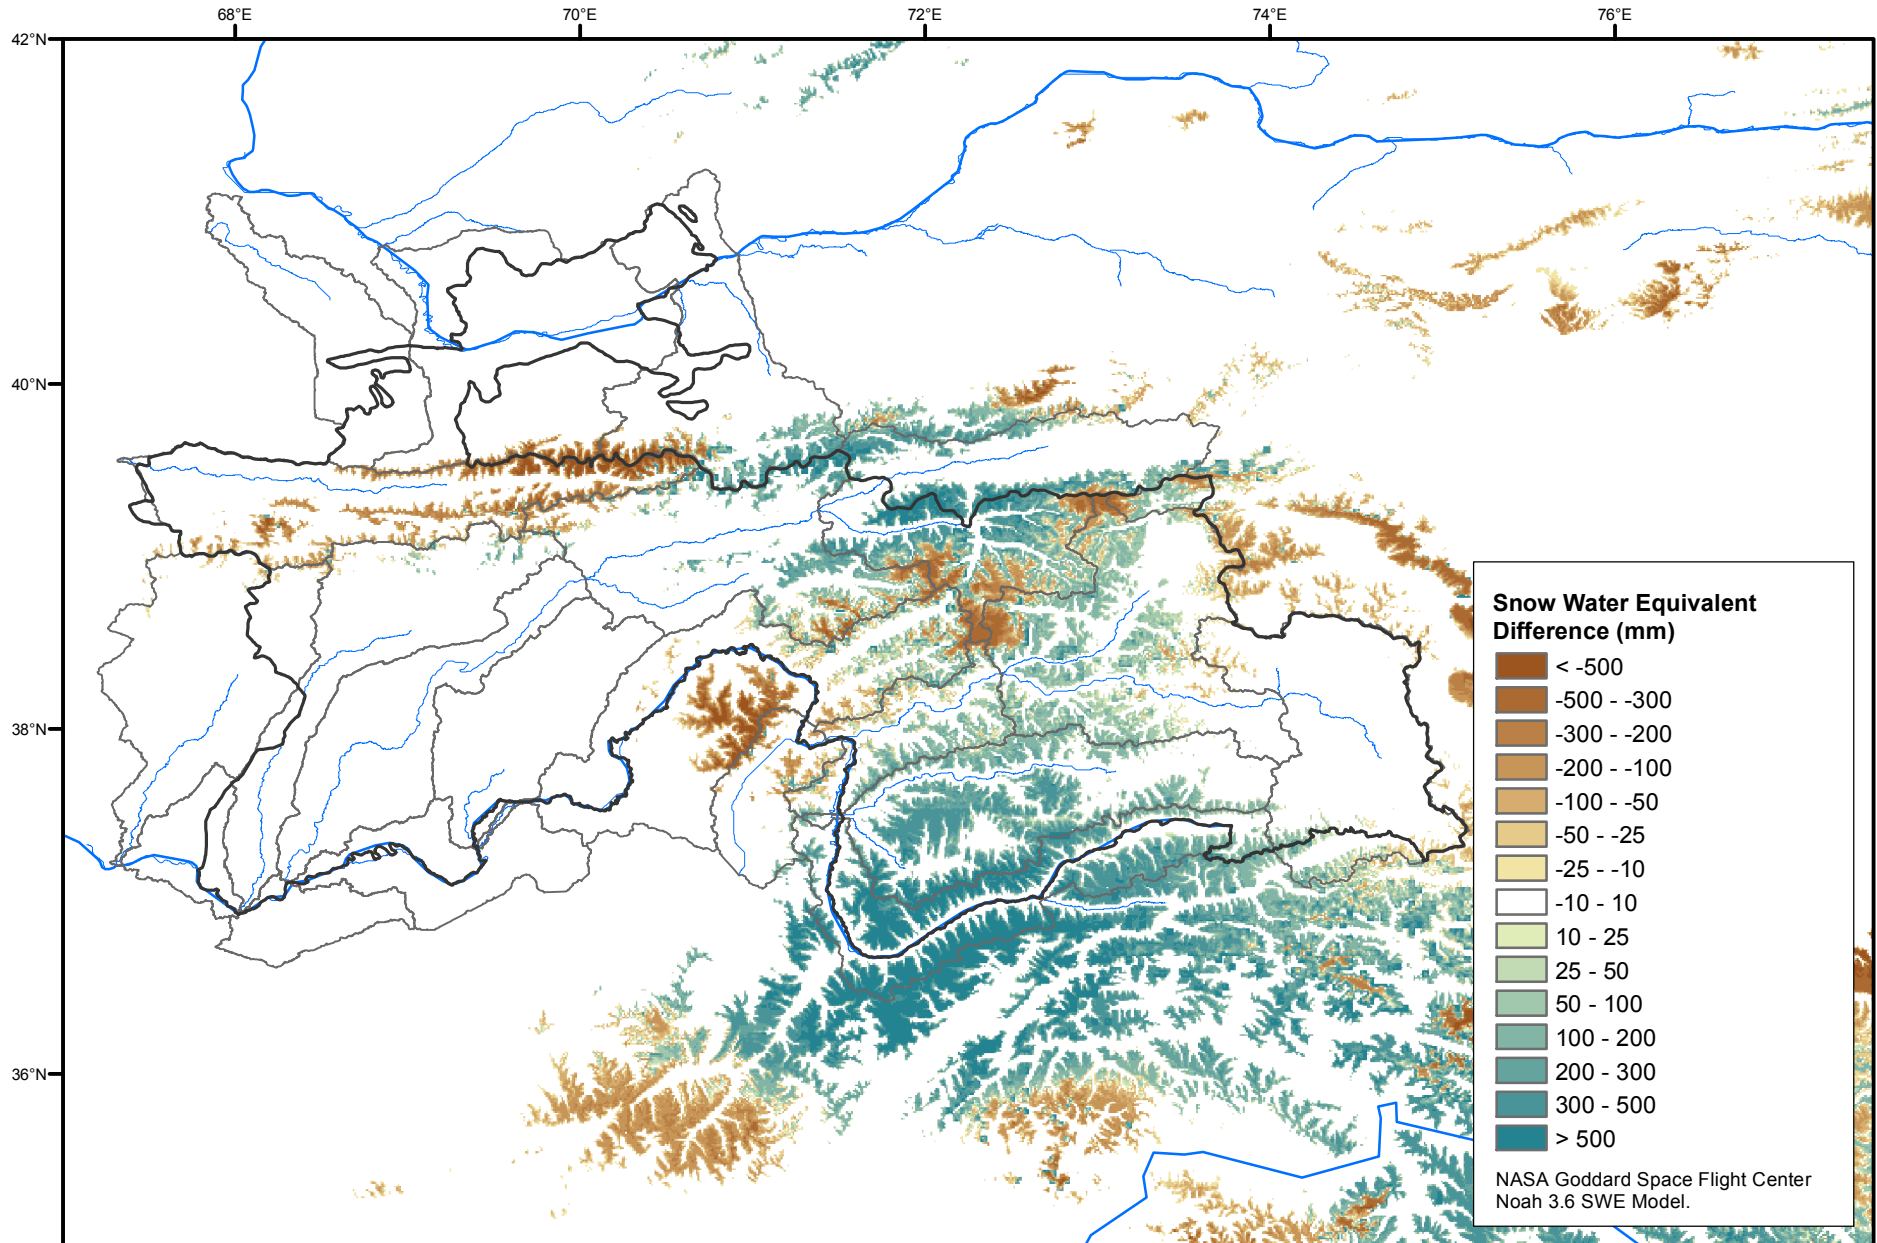 68°E
70°E
72°E
74°E
76°E
42°N
40°N
38°N
36°N
Snow Water Equivalent
Difference (mm)
< -500
-500 - -300
-300 - -200
-200 - -100
-100 - -50
-50 - -25
-25 - -10
-10 - 10
10 - 25
25 - 50
50 - 100
100 - 200
200 - 300
300 - 500
> 500
NASA Goddard Space Flight Center
Noah 3.6 SWE Model.